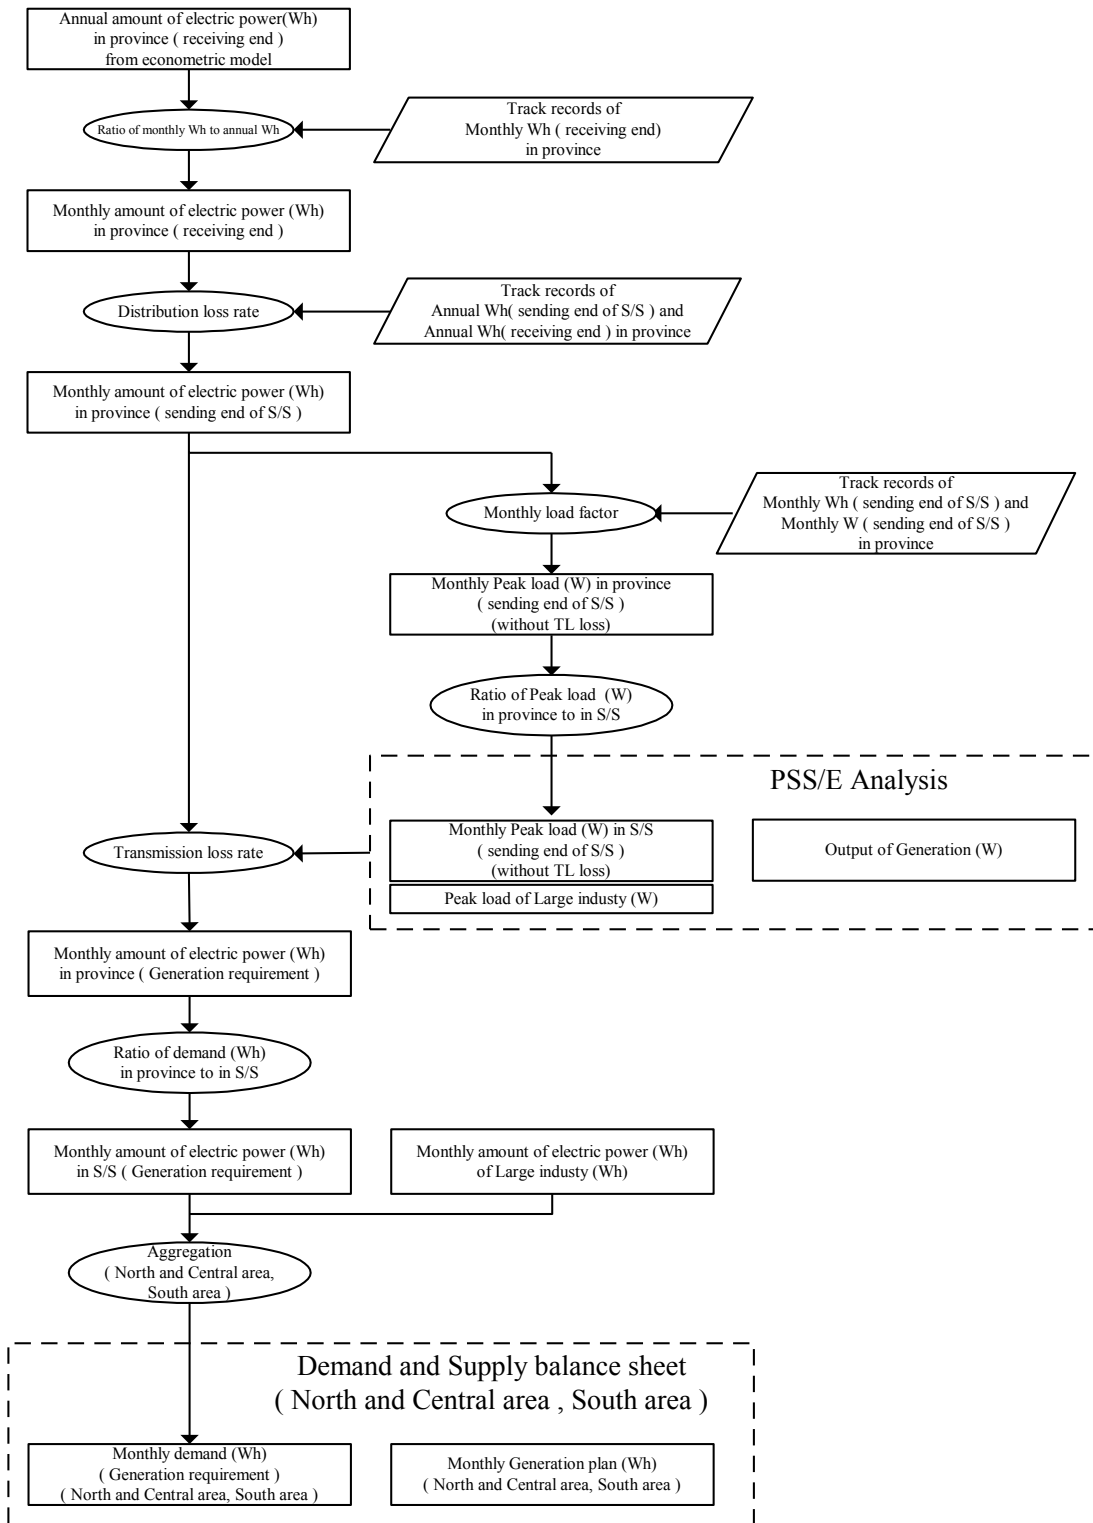 Annual amount of electric power(Wh)
in province ( receiving end )
from econometric model
Ratio of monthly Wh to annual Wh
Track records of
Monthly Wh ( receiving end)
in province
Monthly amount of electric power (Wh)
in province ( receiving end )
Distribution loss rate
Track records of
Annual Wh( sending end of S/S ) and
Annual Wh( receiving end ) in province
Monthly amount of electric power (Wh)
in province ( sending end of S/S )
Monthly load factor
Track records of
Monthly Wh ( sending end of S/S ) and
Monthly W ( sending end of S/S )
in province
Monthly Peak load (W) in province
( sending end of S/S )
(without TL loss)
Ratio of Peak load (W)
in province to in S/S
PSS/E Analysis
Transmission loss rate
Monthly Peak load (W) in S/S
( sending end of S/S )
(without TL loss)
Peak load of Large industy (W)
Output of Generation (W)
Monthly amount of electric power (Wh)
in province ( Generation requirement )
Ratio of demand (Wh)
in province to in S/S
Monthly amount of electric power (Wh)
in S/S ( Generation requirement )
Monthly amount of electric power (Wh)
of Large industy (Wh)
Aggregation
( North and Central area,
South area )
Demand and Supply balance sheet
( North and Central area , South area )
Monthly demand (Wh)
( Generation requirement )
( North and Central area, South area )
Monthly Generation plan (Wh)
( North and Central area, South area )